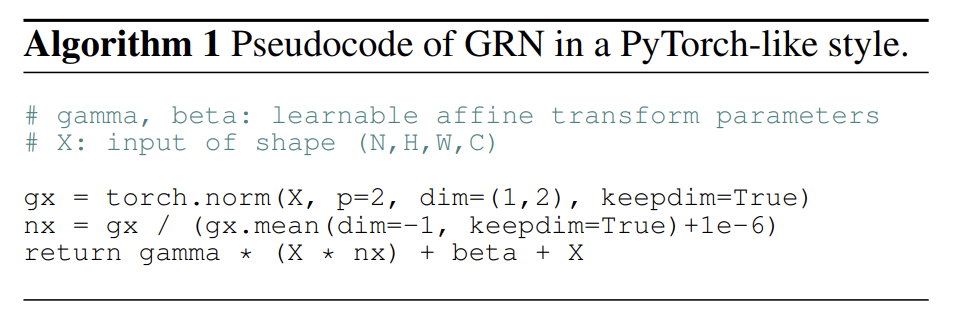 Algorithm 1 Pseudocode of GRN in a PyTorch-like style.
# gamma, beta: learnable affine transform parameters
# X: input of shape (N,H,W,C)
gx = torch.norm(X, p=2, dim=(1,2), keepdim=True)
nx = gx / (gx.mean(dim=-1, keepdim=True)+1e-6)
return gamma * (X * nx) + beta + X